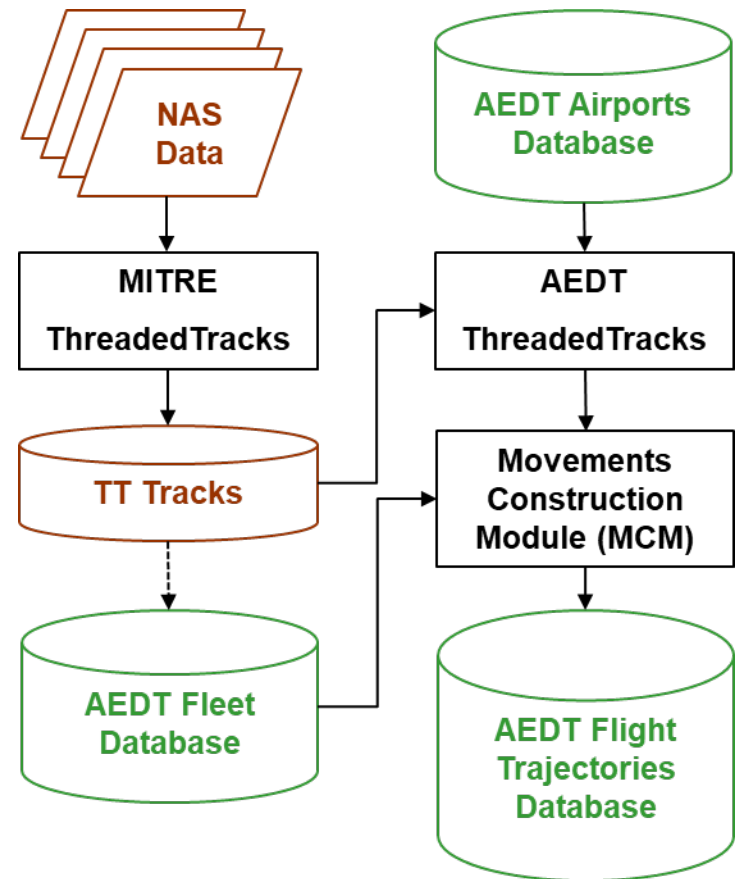 NAS
Data
AEDT Airports
Database
MITRE
ThreadedTracks
AEDT
ThreadedTracks
TT Tracks
Movements
Construction
Module (MCM)
AEDT Fleet
Database
AEDT Flight
Trajectories
Database